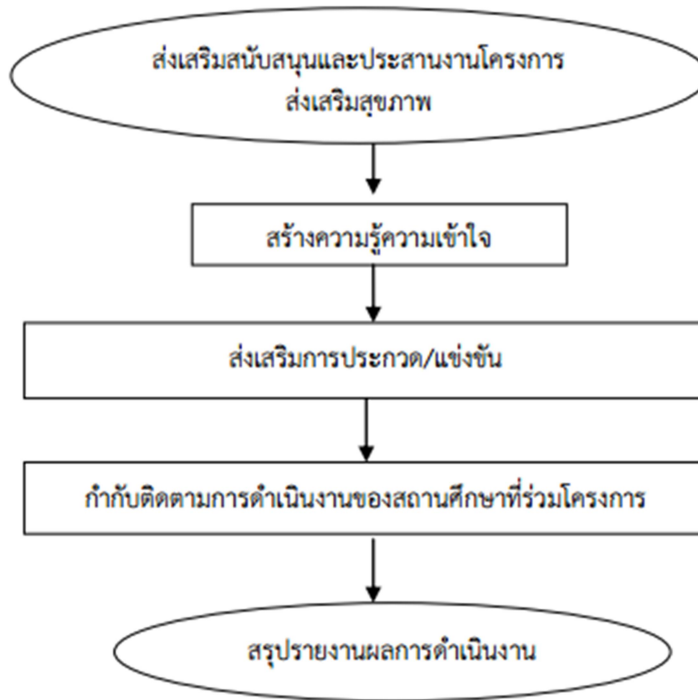 ส่งเสริมสนับสนุนและประสานงานโครงการ
ส่งเสริมสุขภาพ
สร้างความรู้ความเข้าใจ
ส่งเสริมการประกวด/แข่งขัน
กำกับติดตามการดำเนินงานของสถานศึกษาที่ร่วมโครงการ
สรุปรายงานผลการดำเนินงาน